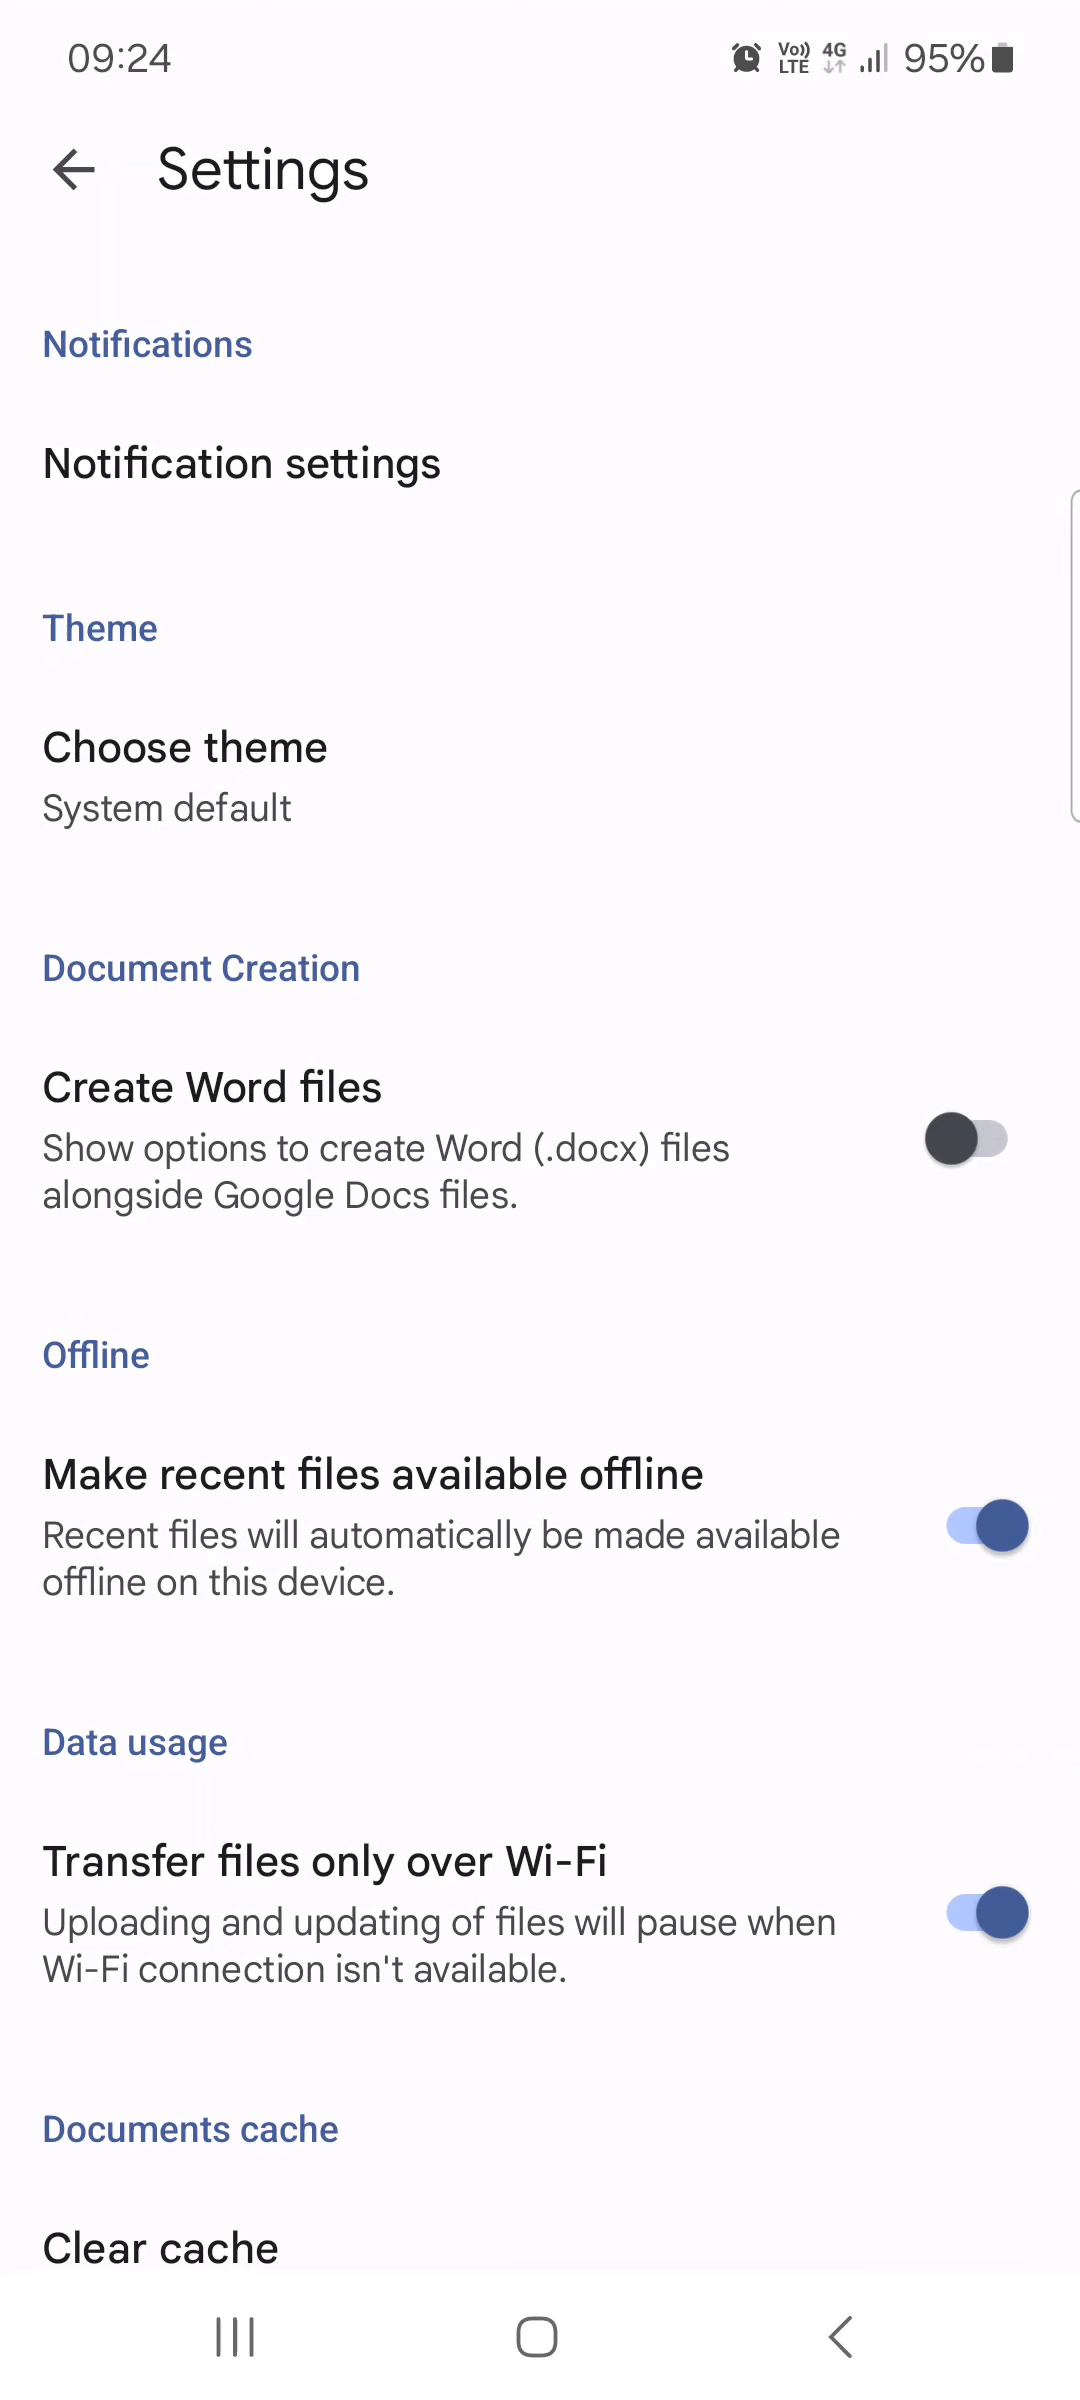 09:24
Vo)) LTE 4G 95%
Settings
Notifications
Notification settings
Theme
Choose theme
System default
Document Creation
Create Word files
Show options to create Word (.docx) files
alongside Google Docs files.
Offline
Make recent files available offline
Recent files will automatically be made available
offline on this device.
Data usage
Transfer files only over Wi-Fi
Uploading and updating of files will pause when
Wi-Fi connection isn't available.
Documents cache
Clear cache